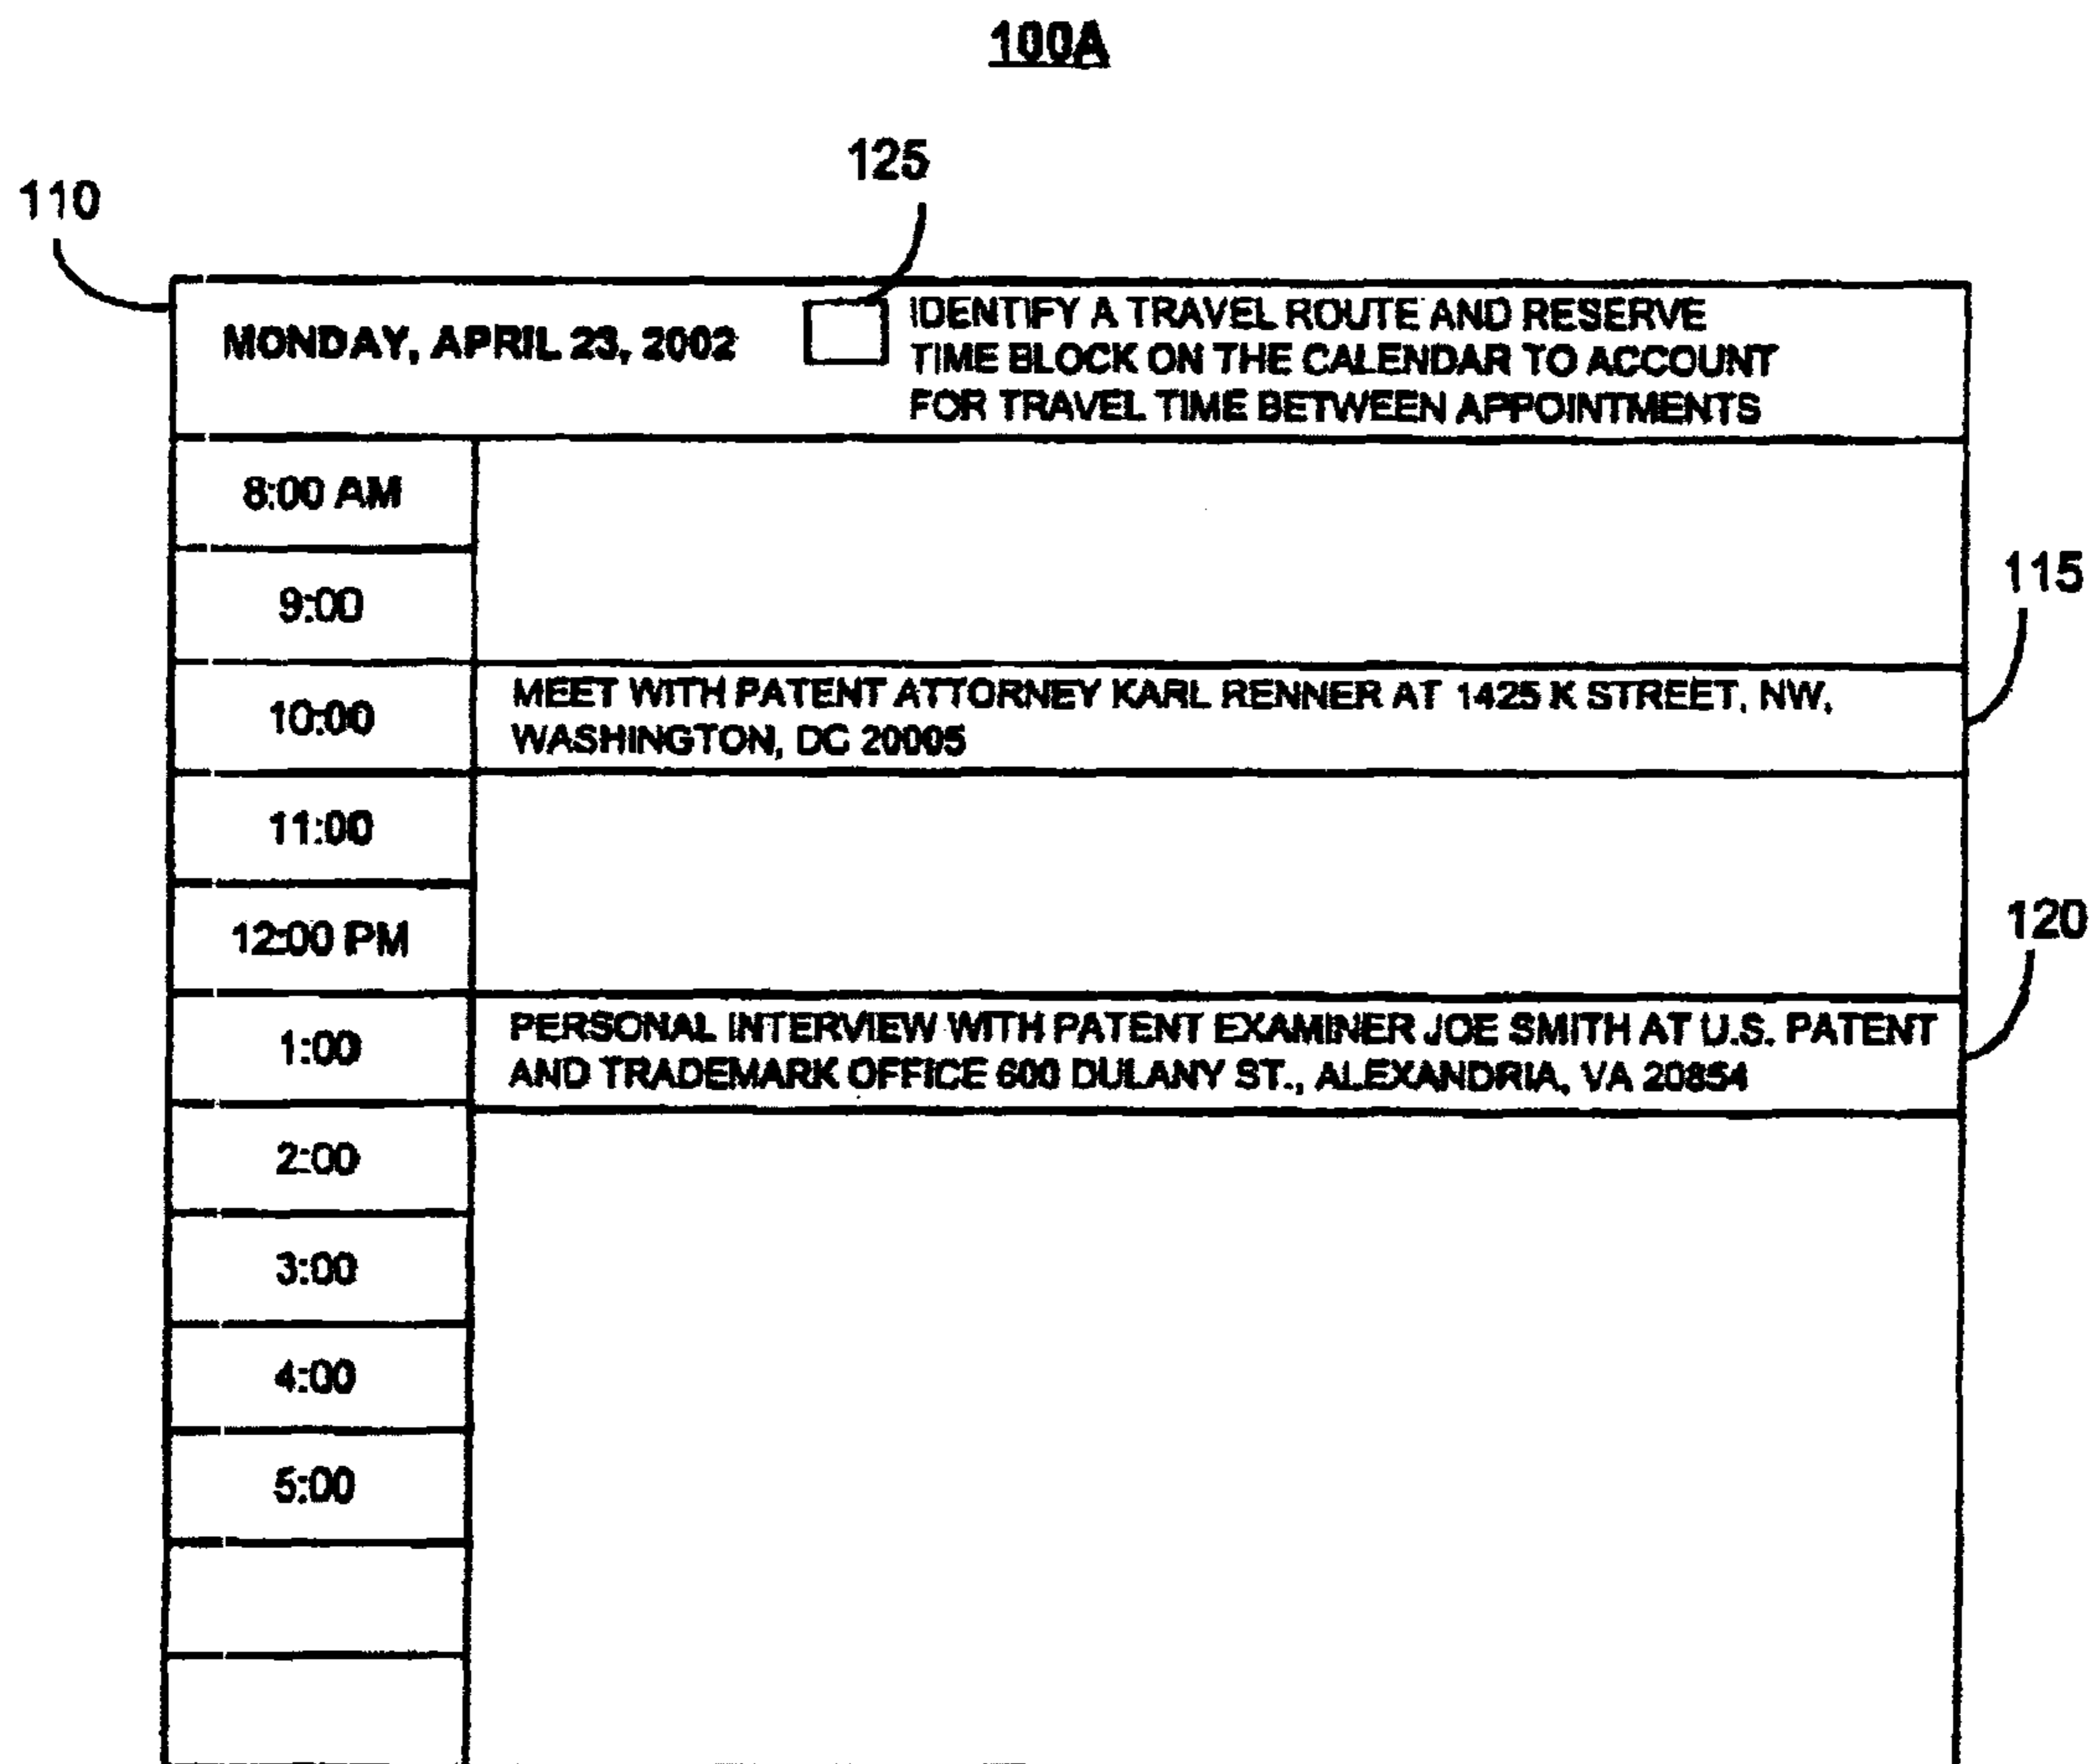 100A
125
110
MONDAY, APRIL 23, 2002
IDENTIFY A TRAVEL ROUTE AND RESERVE
TIME BLOCK ON THE CALENDAR TO ACCOUNT
FOR TRAVEL TIME BETWEEN APPOINTMENTS
8:00 AM
9:00
115
10:00
MEET WITH PATENT ATTORNEY KARL RENNER AT 1425 K STREET, NW,
WASHINGTON, DC 20005
11:00
12:00 PM
120
1:00
PERSONAL INTERVIEW WITH PATENT EXAMINER JOE SMITH AT U.S. PATENT
AND TRADEMARK OFFICE 600 DULANY ST., ALEXANDRIA, VA 20854
2:00
3:00
4:00
5:00